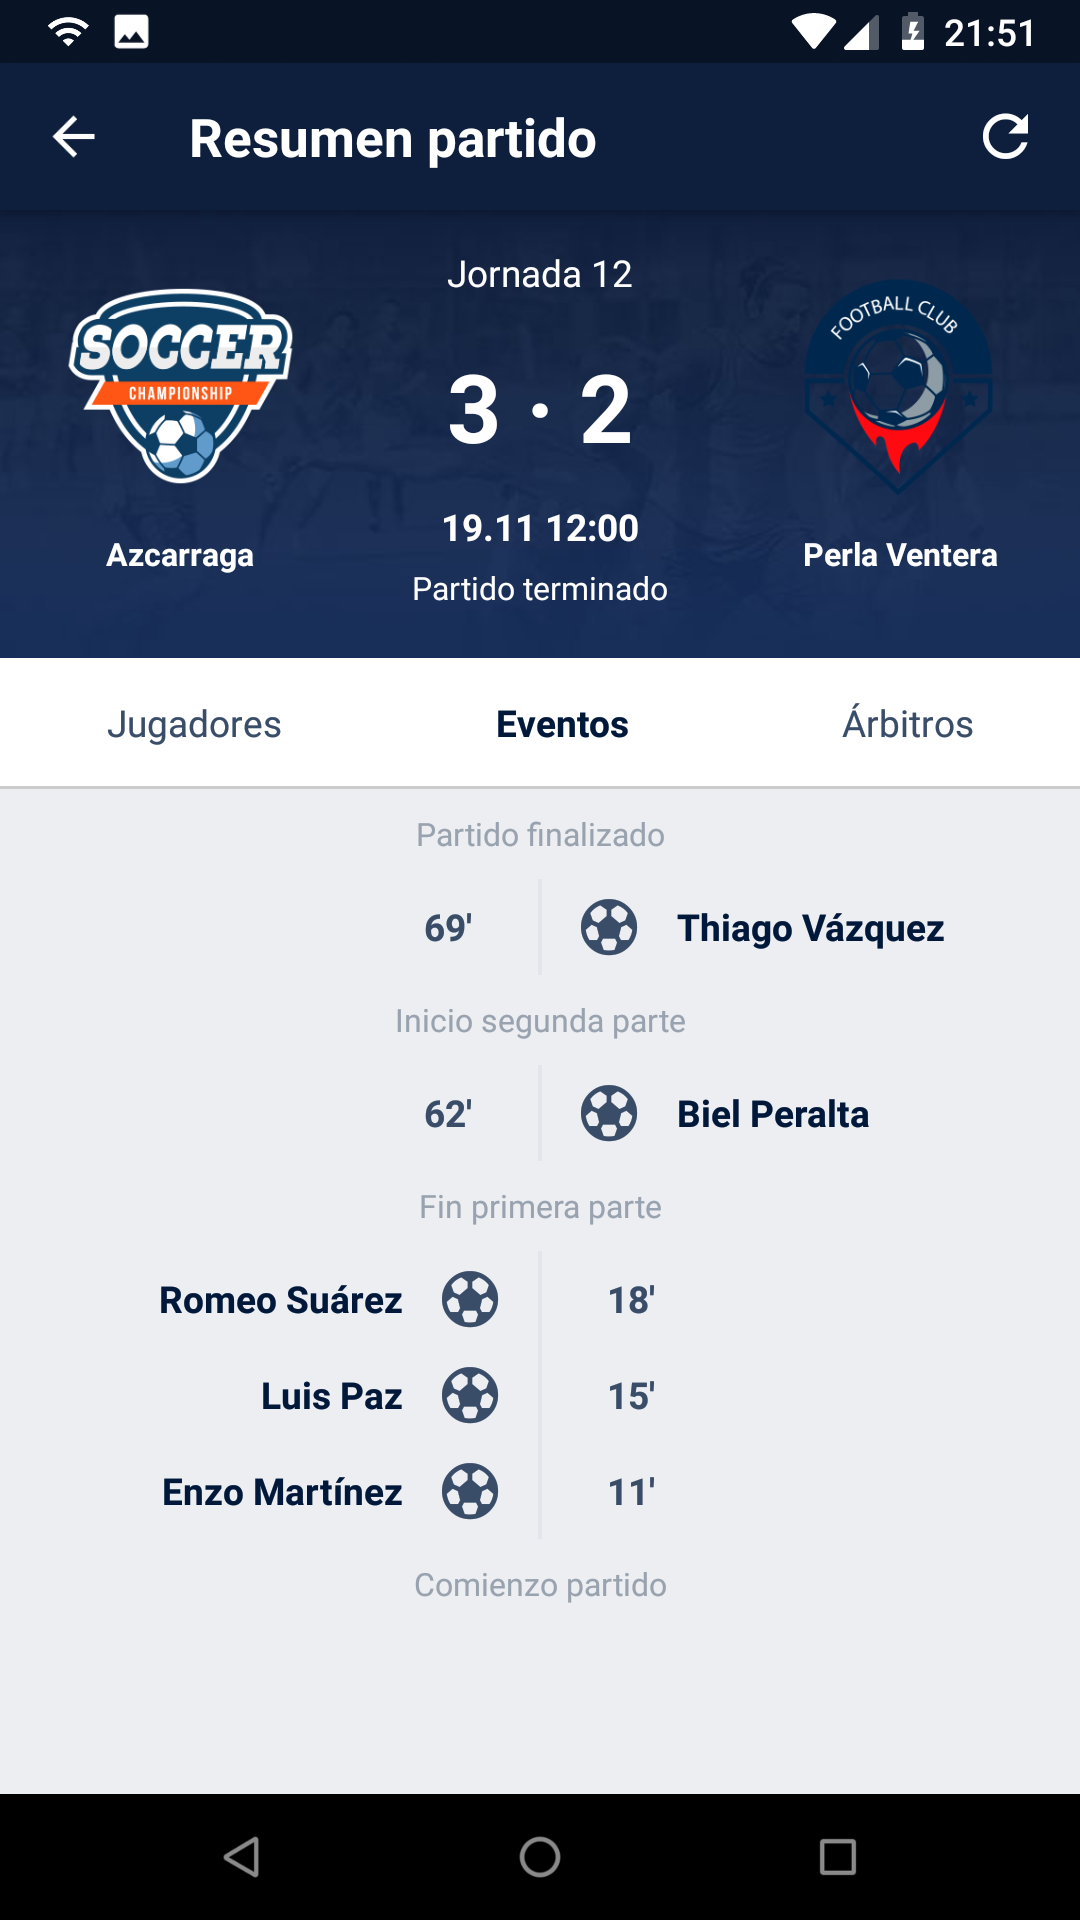 21:51
Resumen partido
Jornada 12
SOCCER
CHAMPIONSHIP
FOOTBALL CLUB
3 · 2
19.11 12:00
Azcarraga
Perla Ventera
Partido terminado
Jugadores Eventos Árbitros
Partido finalizado
69' Thiago Vázquez
Inicio segunda parte
62' Biel Peralta
Fin primera parte
Romeo Suárez 18'
Luis Paz 15'
Enzo Martínez 11'
Comienzo partido